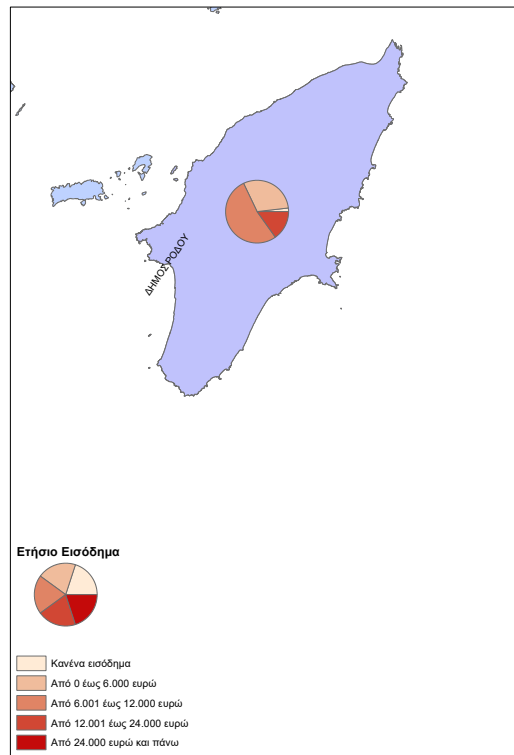 ΔΗΜΟΣ ΡΟΔΟΥ
Ετήσιο Εισόδημα
Κανένα εισόδημα
Από 0 έως 6.000 ευρώ
Από 6.001 έως 12.000 ευρώ
Από 12.001 έως 24.000 ευρώ
Από 24.000 ευρώ και πάνω